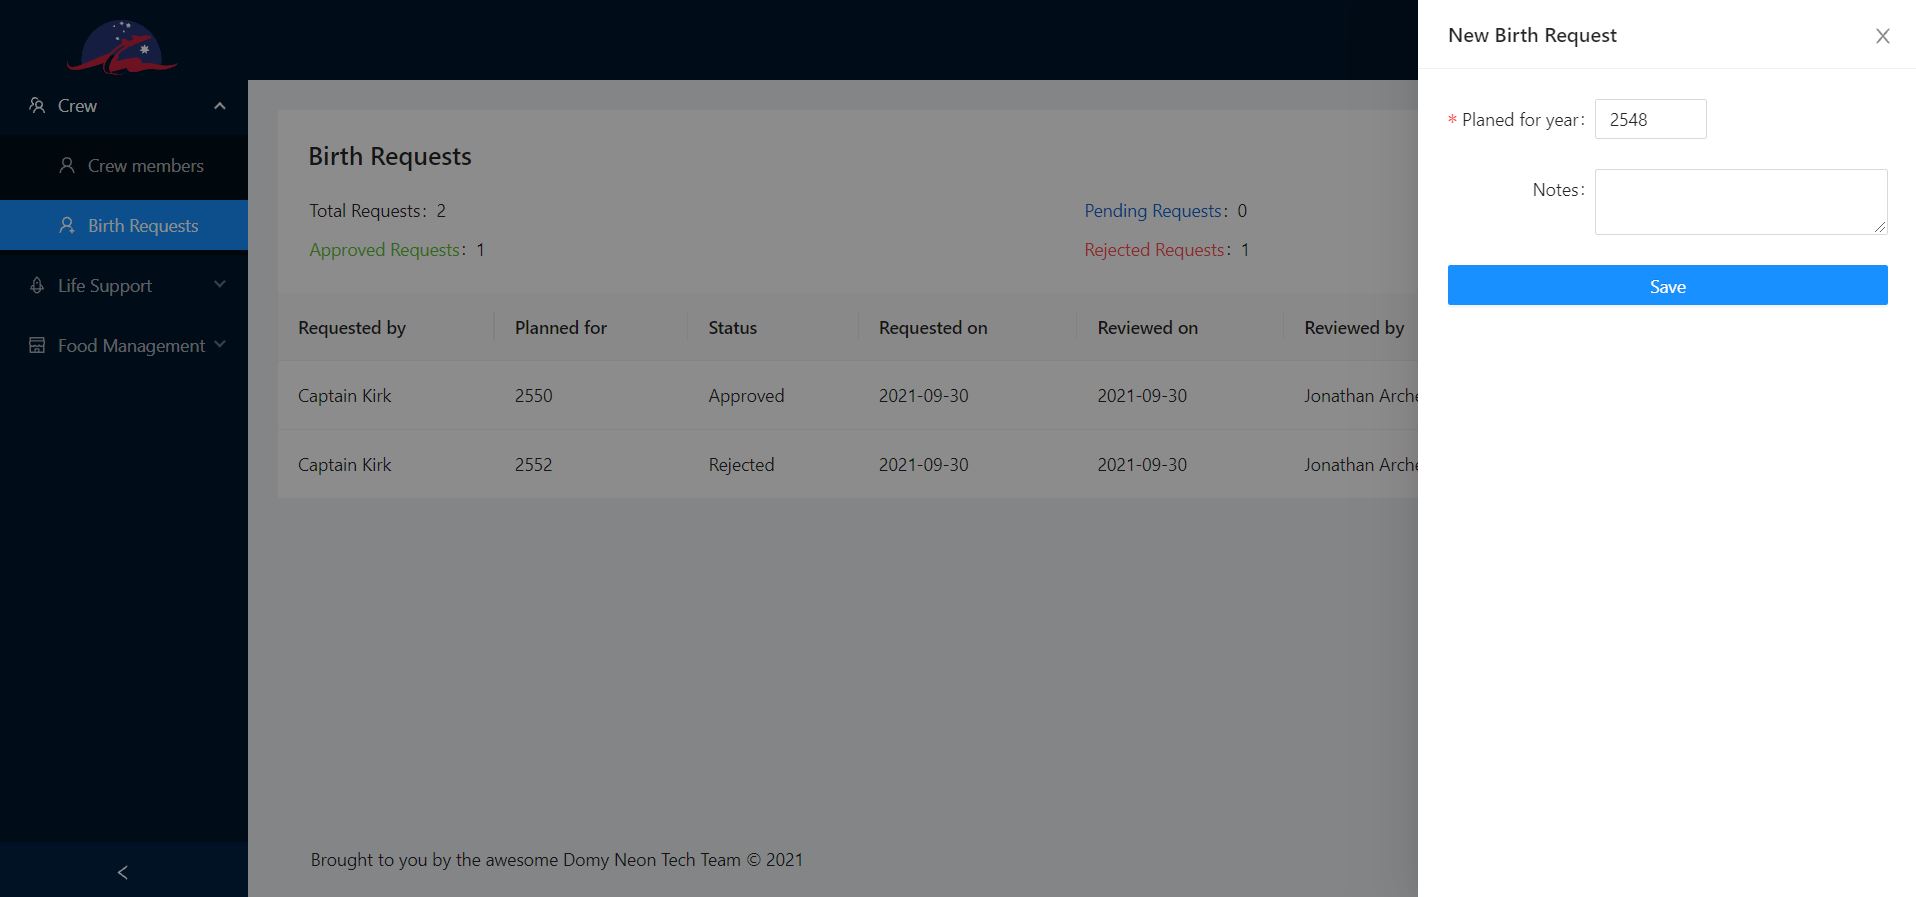 Crew
Crew members
Birth Requests
Life Support
Food Management
Birth Requests
Total Requests: 2
Pending Requests: 0
Approved Requests: 1
Rejected Requests: 1
Requested by Planned for Status Requested on Reviewed on Reviewed by
Captain Kirk 2550 Approved 2021-09-30 2021-09-30 Jonathan Arche
Captain Kirk 2552 Rejected 2021-09-30 2021-09-30 Jonathan Arche
Brought to you by the awesome Domy Neon Tech Team © 2021
New Birth Request
* Planed for year: 2548
Notes:
Save